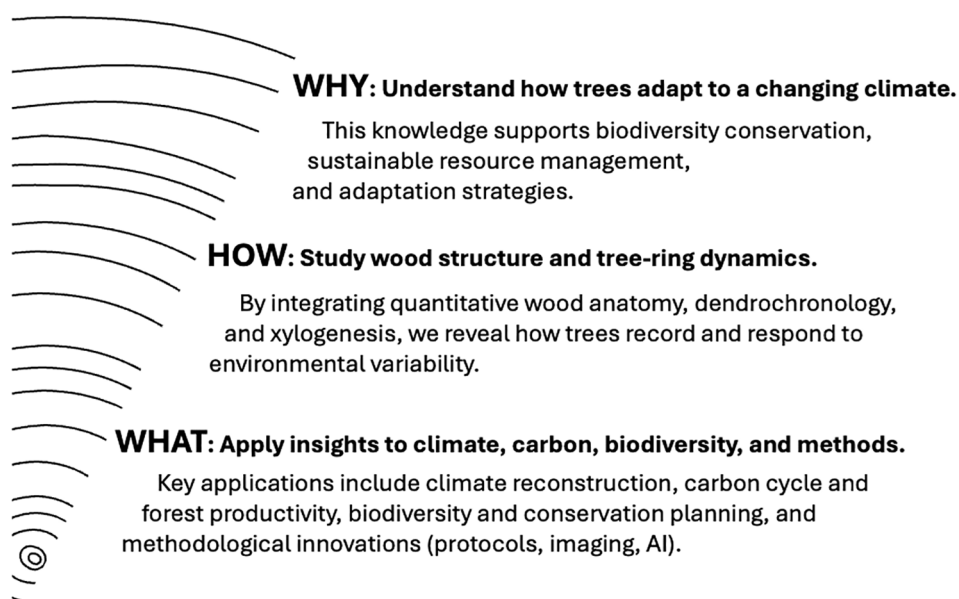 WHY: Understand how trees adapt to a changing climate.
This knowledge supports biodiversity conservation,
sustainable resource management,
and adaptation strategies.
HOW: Study wood structure and tree-ring dynamics.
By integrating quantitative wood anatomy, dendrochronology,
and xylogenesis, we reveal how trees record and respond to
environmental variability.
WHAT: Apply insights to climate, carbon, biodiversity, and methods.
Key applications include climate reconstruction, carbon cycle and
forest productivity, biodiversity and conservation planning, and
methodological innovations (protocols, imaging, AI).